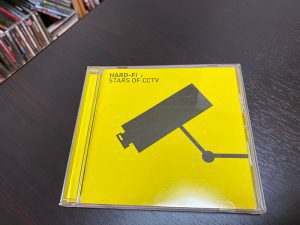 HARD-FI :
STARS OF CCTV